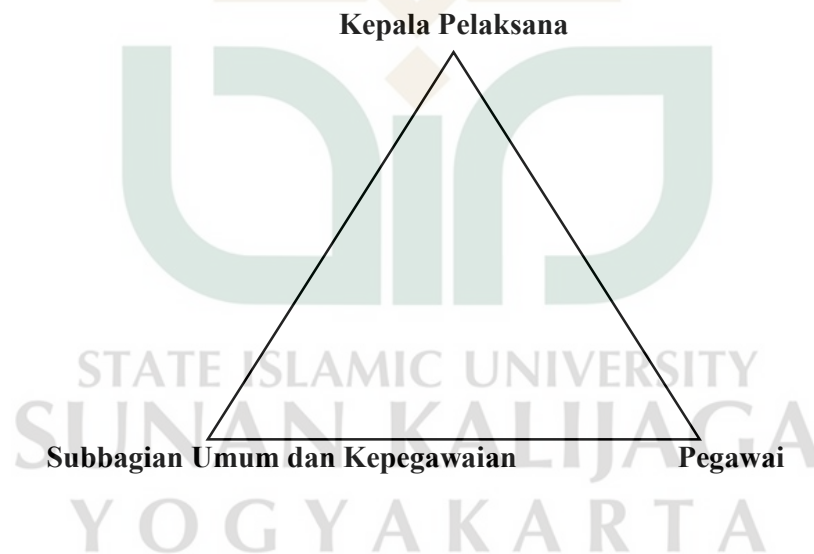 Kepala Pelaksana
STATE ISLAMIC UNIVERSITY
SUNAN KALIJAGA
Subbagian Umum dan Kepegawaian Pegawai
YOGYAKARTA